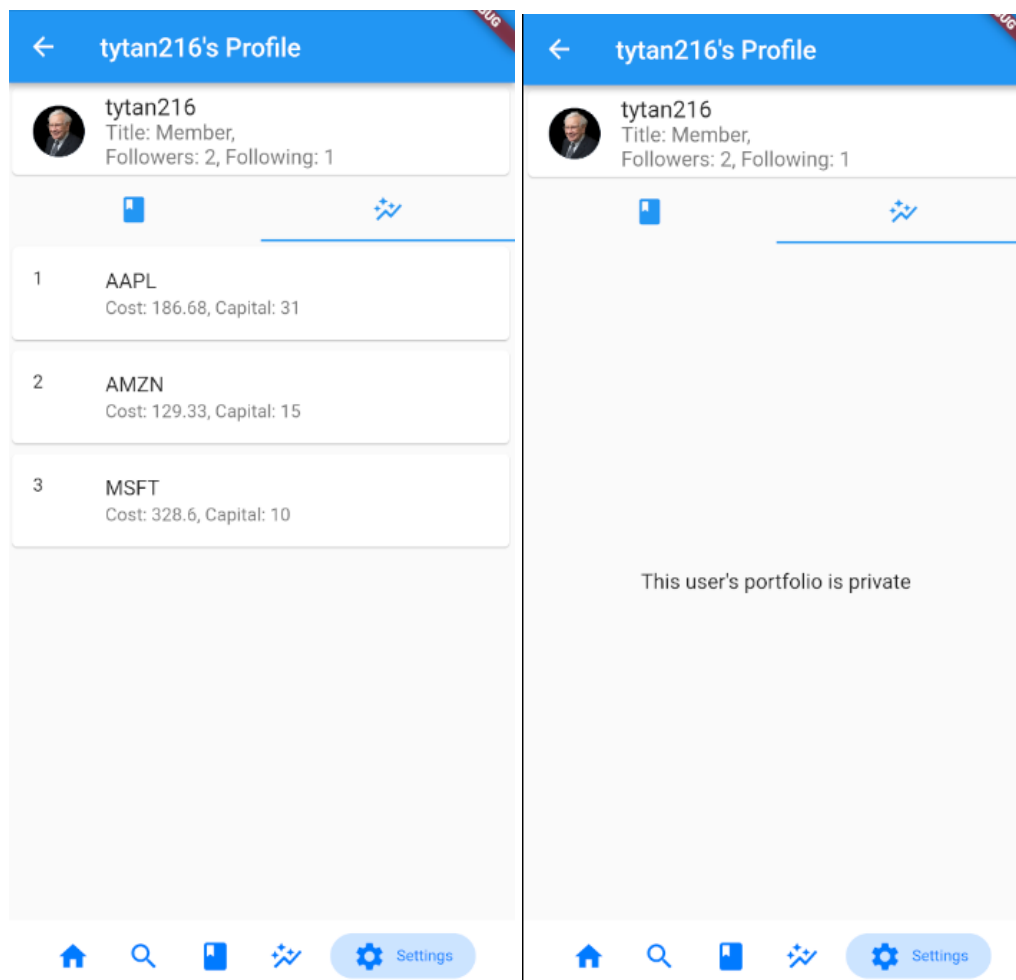 tytan216's Profile
tytan216
Title: Member,
Followers: 2, Following: 1
1
AAPL
Cost: 186.68, Capital: 31
2
AMZN
Cost: 129.33, Capital: 15
3
MSFT
Cost: 328.6, Capital: 10
Settings
tytan216's Profile
tytan216
Title: Member,
Followers: 2, Following: 1
This user's portfolio is private
Settings